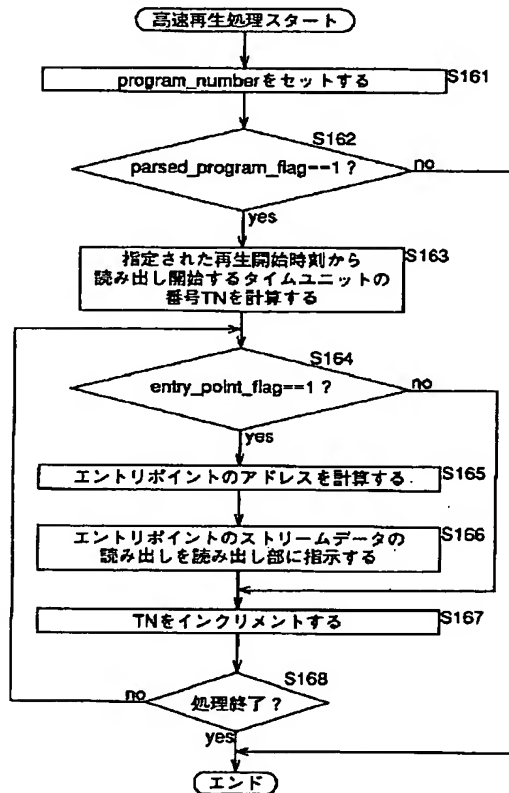 高速再生処理スタート
program_numberをセットする
S161
S162
parsed_program_flag==1 ?
no
yes
指定された再生開始時刻から
読み出し開始するタイムユニットの
番号TNを計算する
S163
S164
entry_point_flag==1 ?
no
yes
エントリポイントのアドレスを計算する
S165
エントリポイントのストリームデータの
読み出しを読み出し部に指示する
S166
TNをインクリメントする
S167
S168
no
処理終了 ?
yes
エンド